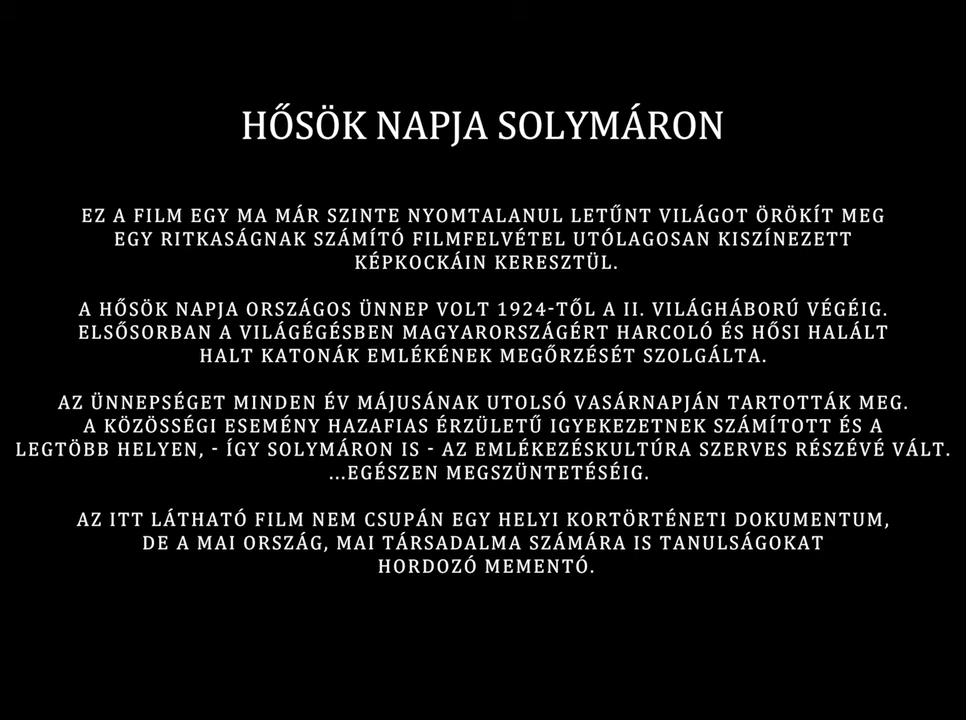 HŐSÖK NAPJA SOLYMÁRON
EZ A FILM EGY MA MÁR SZINTE NYOMTALANUL LETŰNT VILÁGOT ÖRÖKÍT MEG
EGY RITKASÁGNAK SZÁMÍTÓ FILMFELVÉTEL UTÓLAGOSAN KISZÍNEZETT
KÉPKOCKÁIN KERESZTÜL.
A HŐSÖK NAPJA ORSZÁGOS ÜNNEP VOLT 1924-TŐL A II. VILÁGHÁBORÚ VÉGÉIG.
ELSŐSORBAN A VILÁGÉGÉSBEN MAGYARORSZÁGÉRT HARCOLÓ ÉS HŐSI HALÁLT
HALT KATONÁK EMLÉKÉNEK MEGŐRZÉSÉT SZOLGÁLTA.
AZ ÜNNEPSÉGET MINDEN ÉV MÁJUSÁNAK UTOLSÓ VASÁRNAPJÁN TARTOTTÁK MEG.
A KÖZÖSSÉGI ESEMÉNY HAZAFIAS ÉRZÜLETŰ IGYEKEZETNEK SZÁMÍTOTT ÉS A
LEGTÖBB HELYEN, - ÍGY SOLYMÁRON IS - AZ EMLÉKEZÉSKULTÚRA SZERVES RÉSZÉVÉ VÁLT.
...EGÉSZEN MEGSZÜNTETÉSÉIG.
AZ ITT LÁTHATÓ FILM NEM CSUPÁN EGY HELYI KORTÖRTÉNETI DOKUMENTUM,
DE A MAI ORSZÁG, MAI TÁRSADALMA SZÁMÁRA IS TANULSÁGOKAT
HORDOZÓ MEMENTÓ.